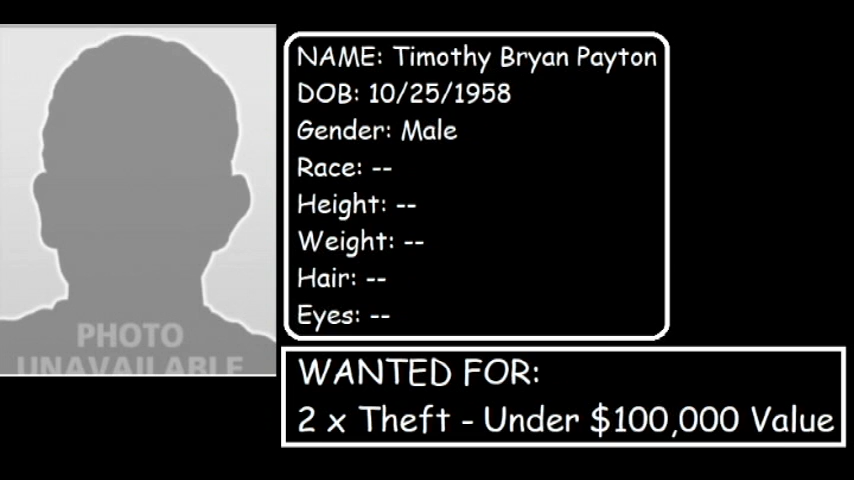 NAME: Timothy Bryan Payton
DOB: 10/25/1958
Gender: Male
Race: --
Height: --
Weight: --
Hair: --
Eyes: --
PHOTO
UNAVAILABLE
WANTED FOR:
2 x Theft - Under $100,000 Value